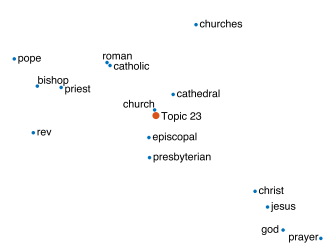 churches
pope
roman
catholic
bishop
priest
cathedral
church
Topic 23
rev
episcopal
presbyterian
christ
jesus
god
prayer